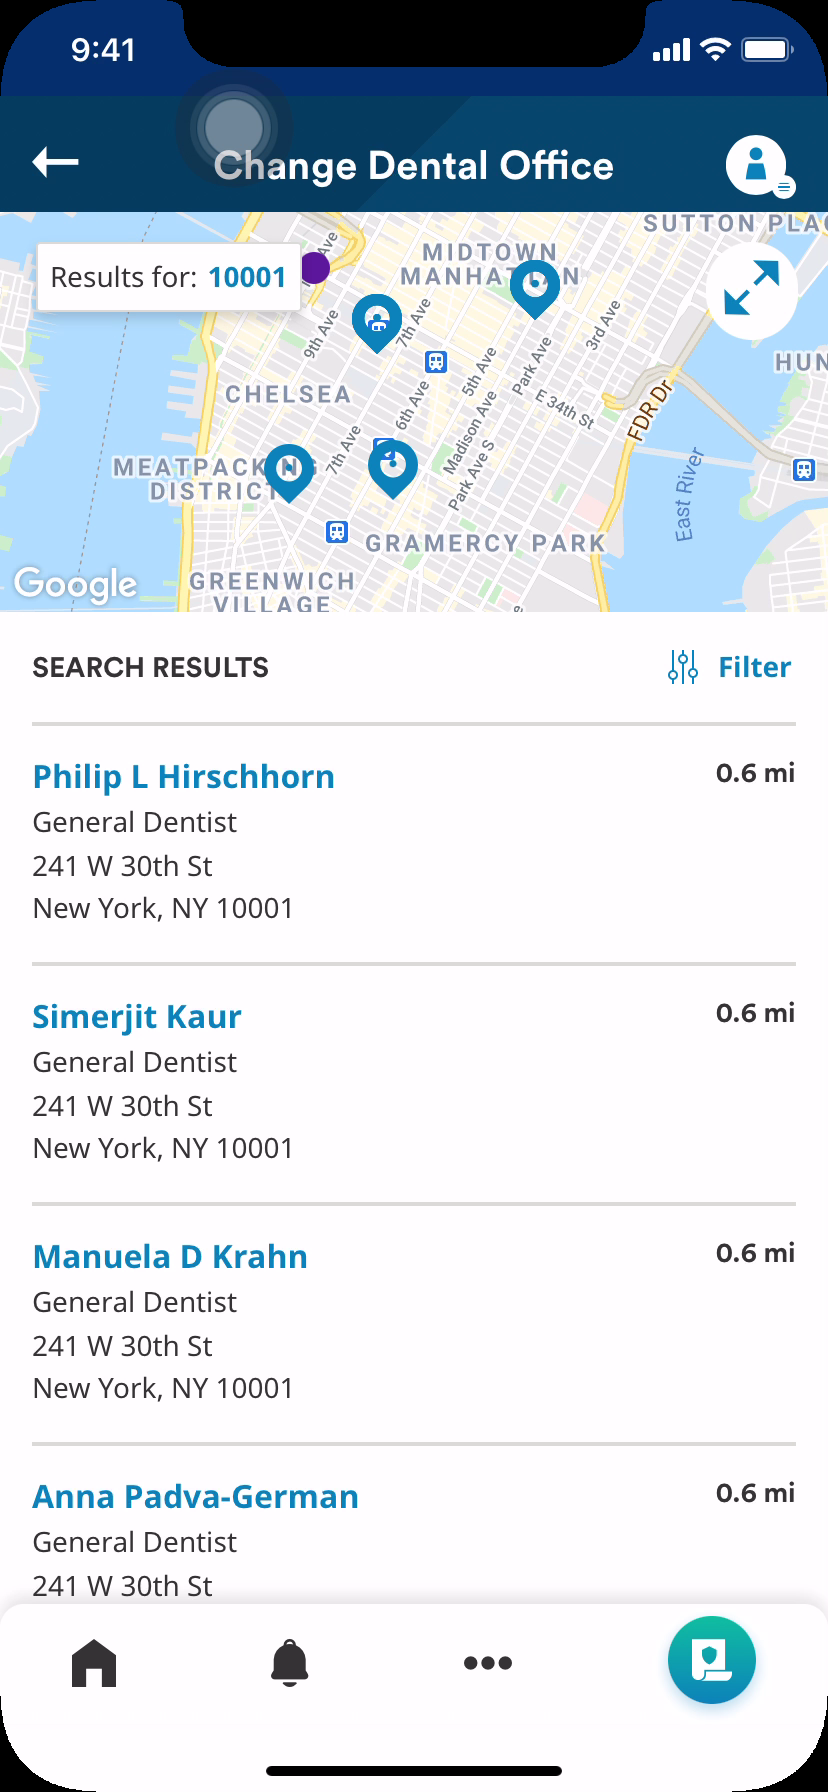 9:41
Change Dental Office
SUTTON PLAC
Results for: 10001
MIDTOWN
MANHATTAN
Ave
9th Ave
7th Ave
3rd Ave
Park Ave
5th Ave
HUN
CHELSEA
6th Ave
E 34th St
FDR Dr
Madison Ave
7th Ave
Park Ave S
MEATPACKING
DISTRICT
East River
GRAMERCY PARK
Google
GREENWICH
VILLAGE
SEARCH RESULTS
Filter
Philip L Hirschhorn
0.6 mi
General Dentist
241 W 30th St
New York, NY 10001
Simerjit Kaur
0.6 mi
General Dentist
241 W 30th St
New York, NY 10001
Manuela D Krahn
0.6 mi
General Dentist
241 W 30th St
New York, NY 10001
Anna Padva-German
0.6 mi
General Dentist
241 W 30th St